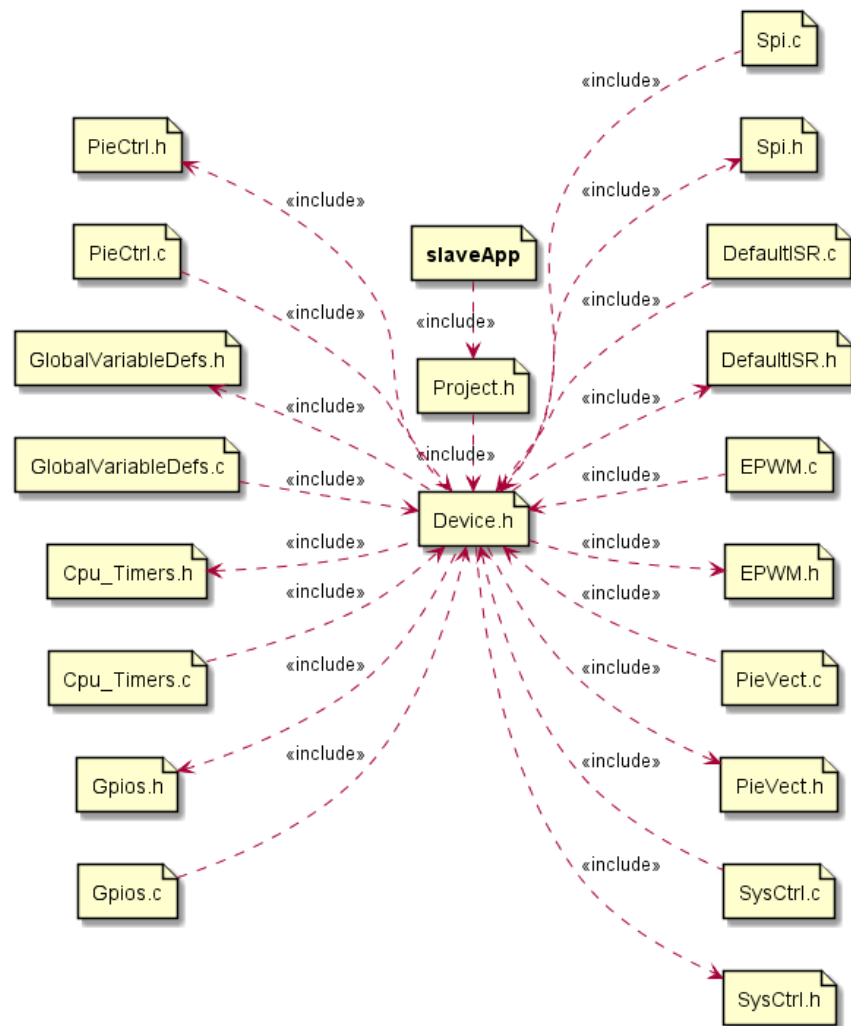 Spi.c
«include»
PieCtrl.h
Spi.h
«include»
«include»
PieCtrl.c
slaveApp
DefaultISR.c
«include»
«include»
«include»
GlobalVariableDefs.h
Project.h
DefaultISR.h
«include»
«include»
«include»
GlobalVariableDefs.c
EPWM.c
«include»
«include»
Device.h
«include»
«include»
Cpu_Timers.h
EPWM.h
«include»
«include»
Cpu_Timers.c
PieVect.c
«include»
«include»
Gpios.h
PieVect.h
«include»
«include»
Gpios.c
SysCtrl.c
«include»
SysCtrl.h